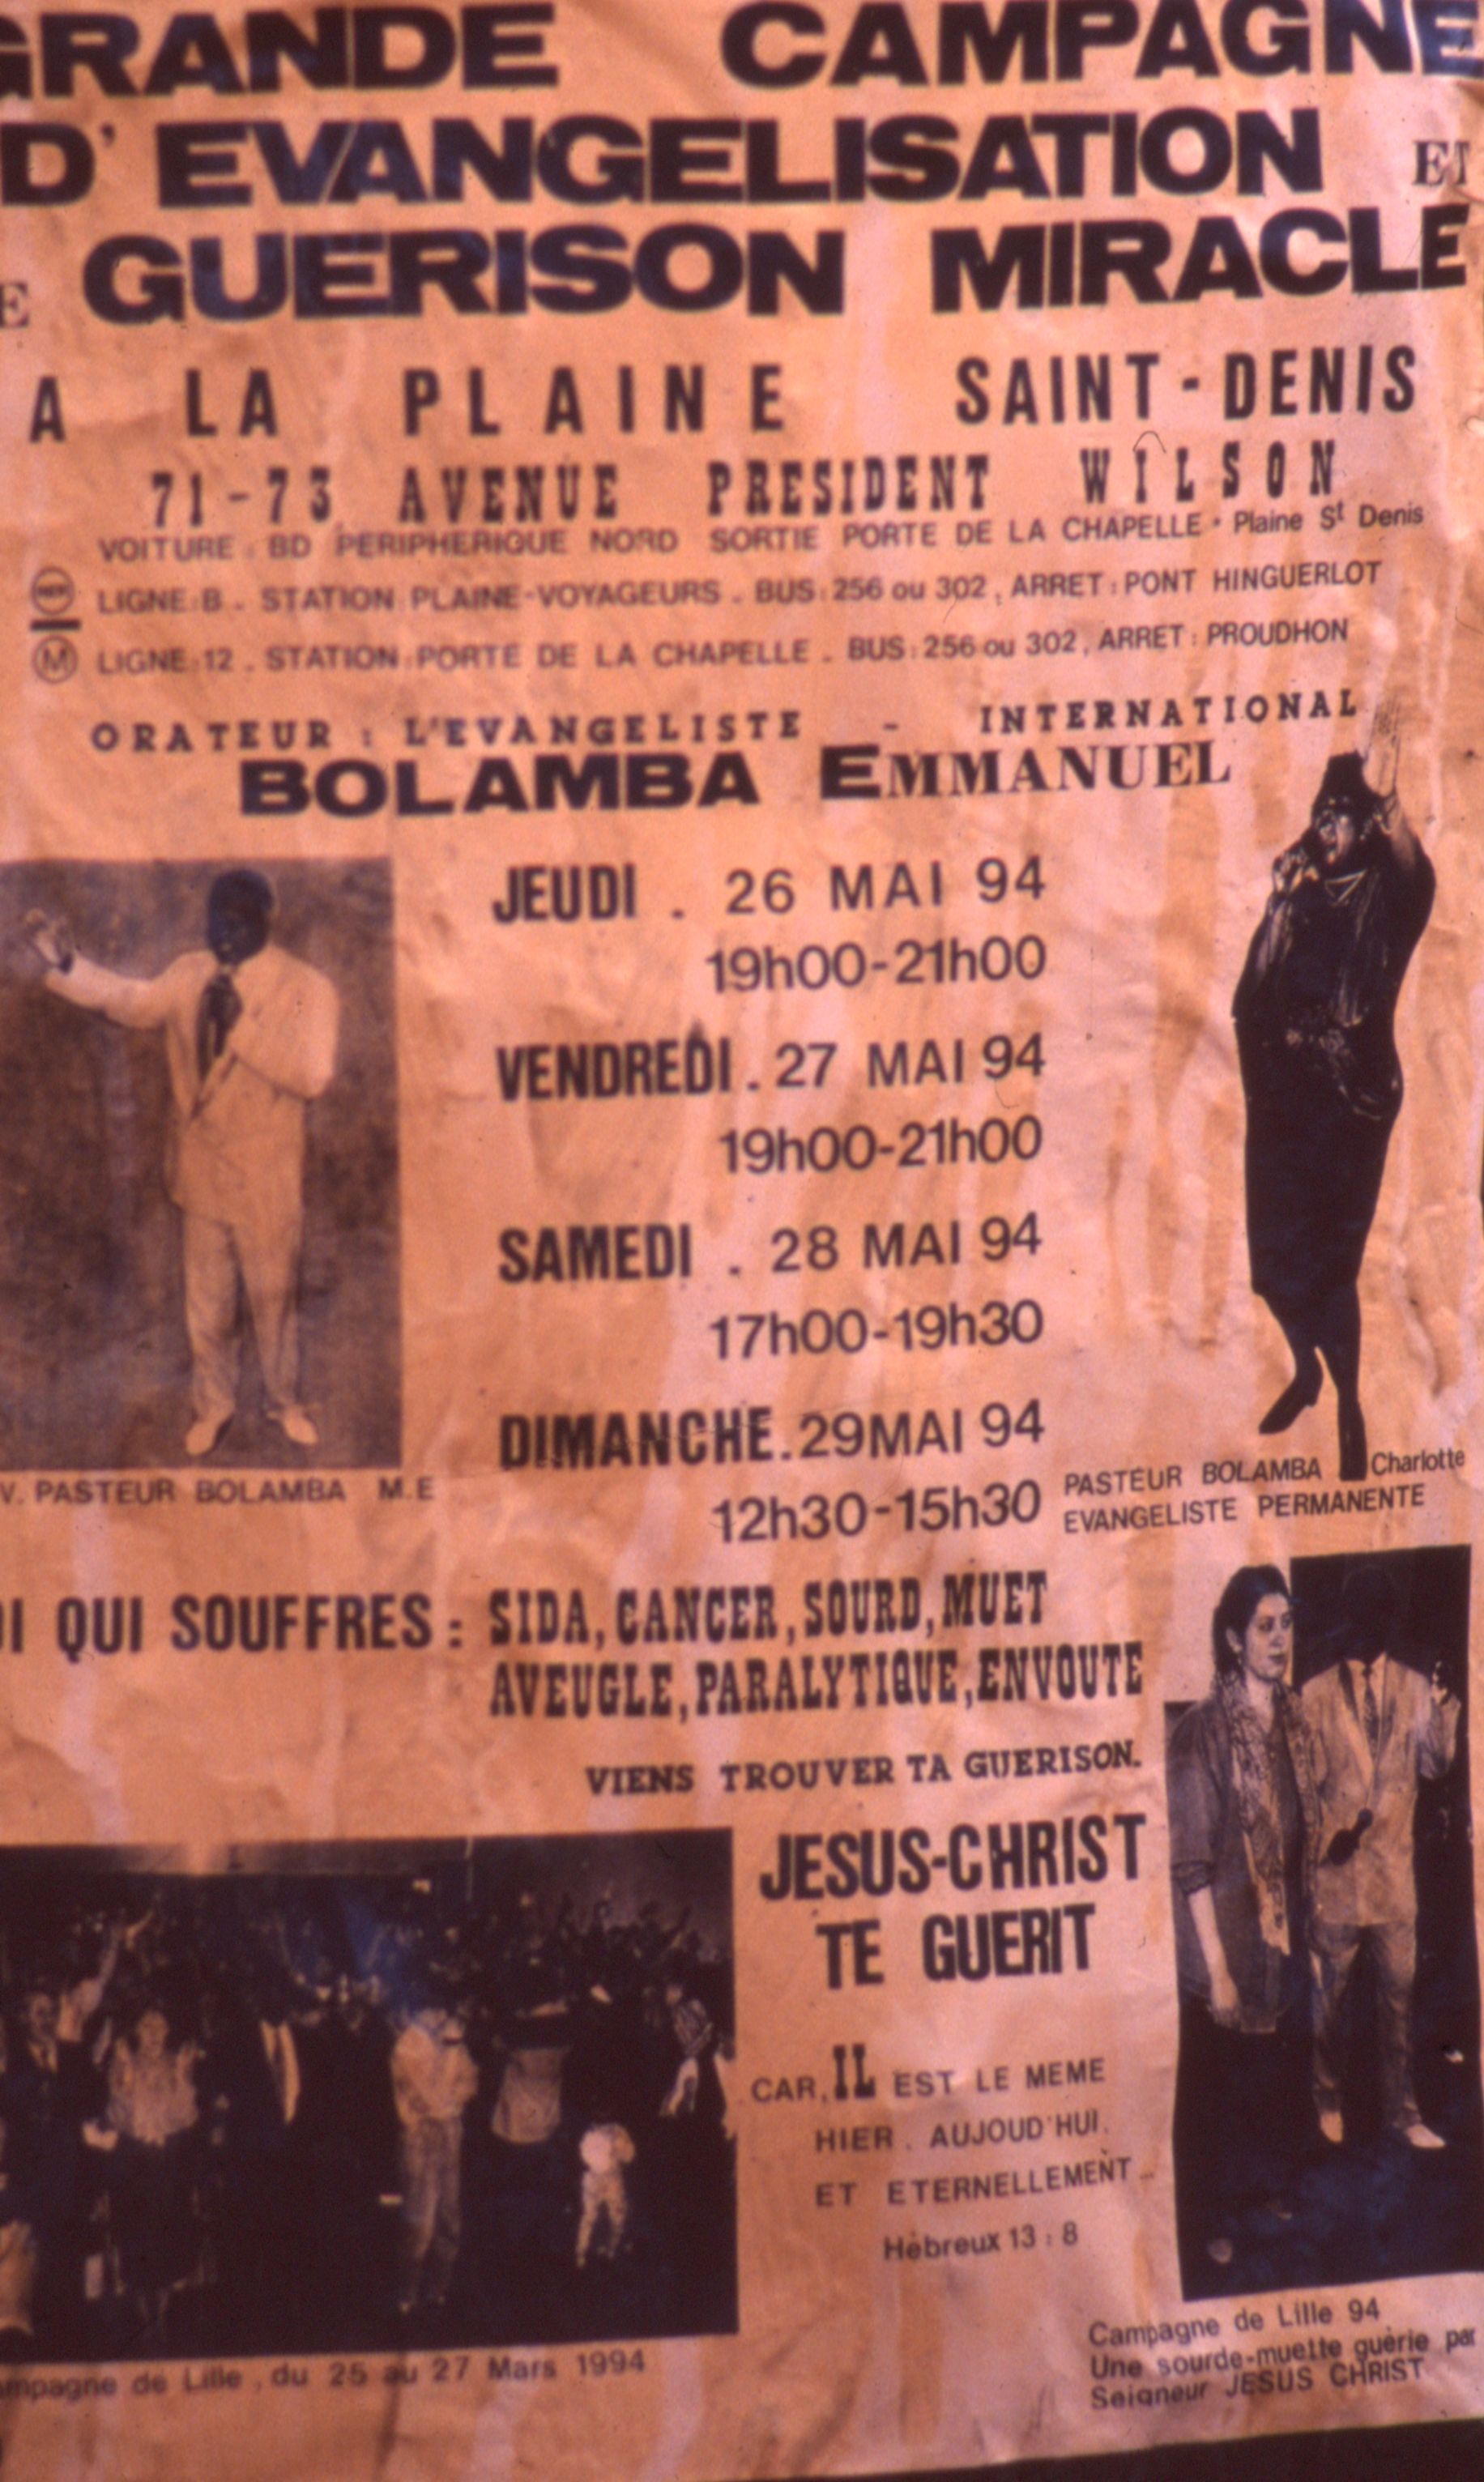 GRANDE CAMPAGNE
D'EVANGELISATION ET
E GUERISON MIRACLE
A LA PLAINE SAINT-DENIS
71-73 AVENUE PRESIDENT WILSON
VOITURE : BD PERIPHERIQUE NORD SORTIE PORTE DE LA CHAPELLE • Plaine St Denis
RER LIGNE:B . STATION:PLAINE-VOYAGEURS . BUS:256 ou 302, ARRET:PONT HINGUERLOT
M LIGNE:12 . STATION:PORTE DE LA CHAPELLE . BUS:256 ou 302, ARRET:PROUDHON
ORATEUR : L'EVANGELISTE - INTERNATIONAL
BOLAMBA EMMANUEL
JEUDI . 26 MAI 94
19h00-21h00
VENDREDI . 27 MAI 94
19h00-21h00
SAMEDI . 28 MAI 94
17h00-19h30
DIMANCHE . 29 MAI 94
12h30-15h30
V. PASTEUR BOLAMBA M.E
PASTEUR BOLAMBA Charlotte
EVANGELISTE PERMANENTE
OI QUI SOUFFRES : SIDA, CANCER, SOURD, MUET
AVEUGLE, PARALYTIQUE, ENVOUTE
VIENS TROUVER TA GUERISON.
JESUS-CHRIST
TE GUERIT
CAR, IL EST LE MEME
HIER . AUJOUD'HUI.
ET ETERNELLEMENT
Hébreux 13 : 8
mpagne de Lille, du 25 au 27 Mars 1994
Campagne de Lille 94
Une sourde-muette guérie par
Seigneur JESUS CHRIST